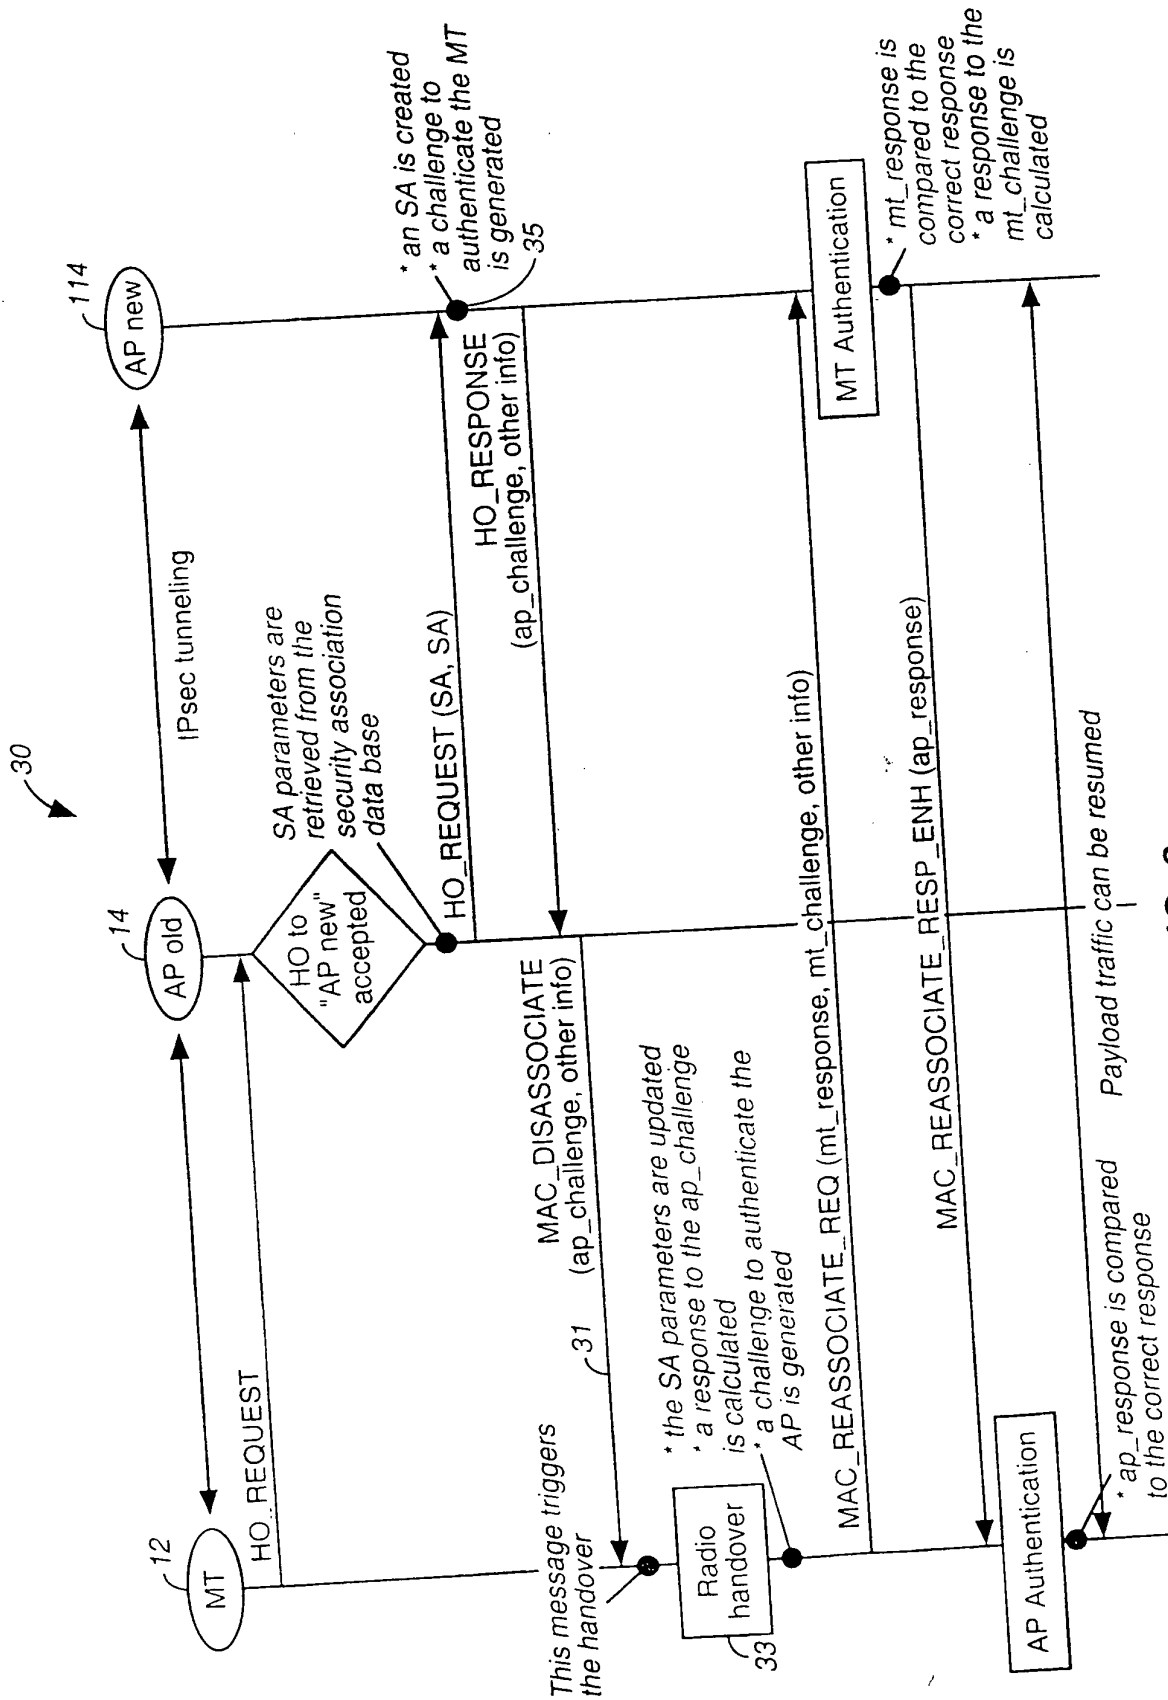 30
12
MT
14
AP old
114
AP new
IPsec tunneling
HO_REQUEST
HO to
"AP new"
accepted
SA parameters are
retrieved from the
security association
data base
HO_REQUEST (SA, SA)
* an SA is created
* a challenge to
authenticate the MT
is generated
35
HO_RESPONSE
(ap_challenge, other info)
MAC_DISASSOCIATE
(ap_challenge, other info)
31
This message triggers
the handover
Radio
handover
33
* the SA parameters are updated
* a response to the ap_challenge
is calculated
* a challenge to authenticate the
AP is generated
MAC_REASSOCIATE_REQ (mt_response, mt_challenge, other info)
MT Authentication
* mt_response is
compared to the
correct response
* a response to the
mt_challenge is
calculated
MAC_REASSOCIATE_RESP_ENH (ap_response)
AP Authentication
* ap_response is compared
to the correct response
Payload traffic can be resumed